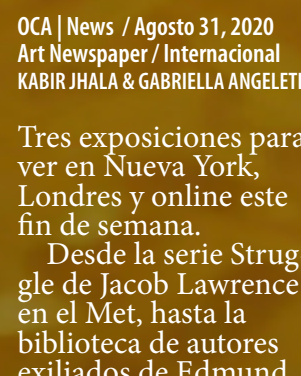 OCA | News / Agosto 31, 2020
Art Newspaper / Internacional
KABIR JHALA & GABRIELLA ANGELETI
Tres exposiciones para
ver en Nueva York,
Londres y online este
fin de semana.
Desde la serie Strug
gle de Jacob Lawrence
en el Met, hasta la
biblioteca de autores
exiliados de Edmund